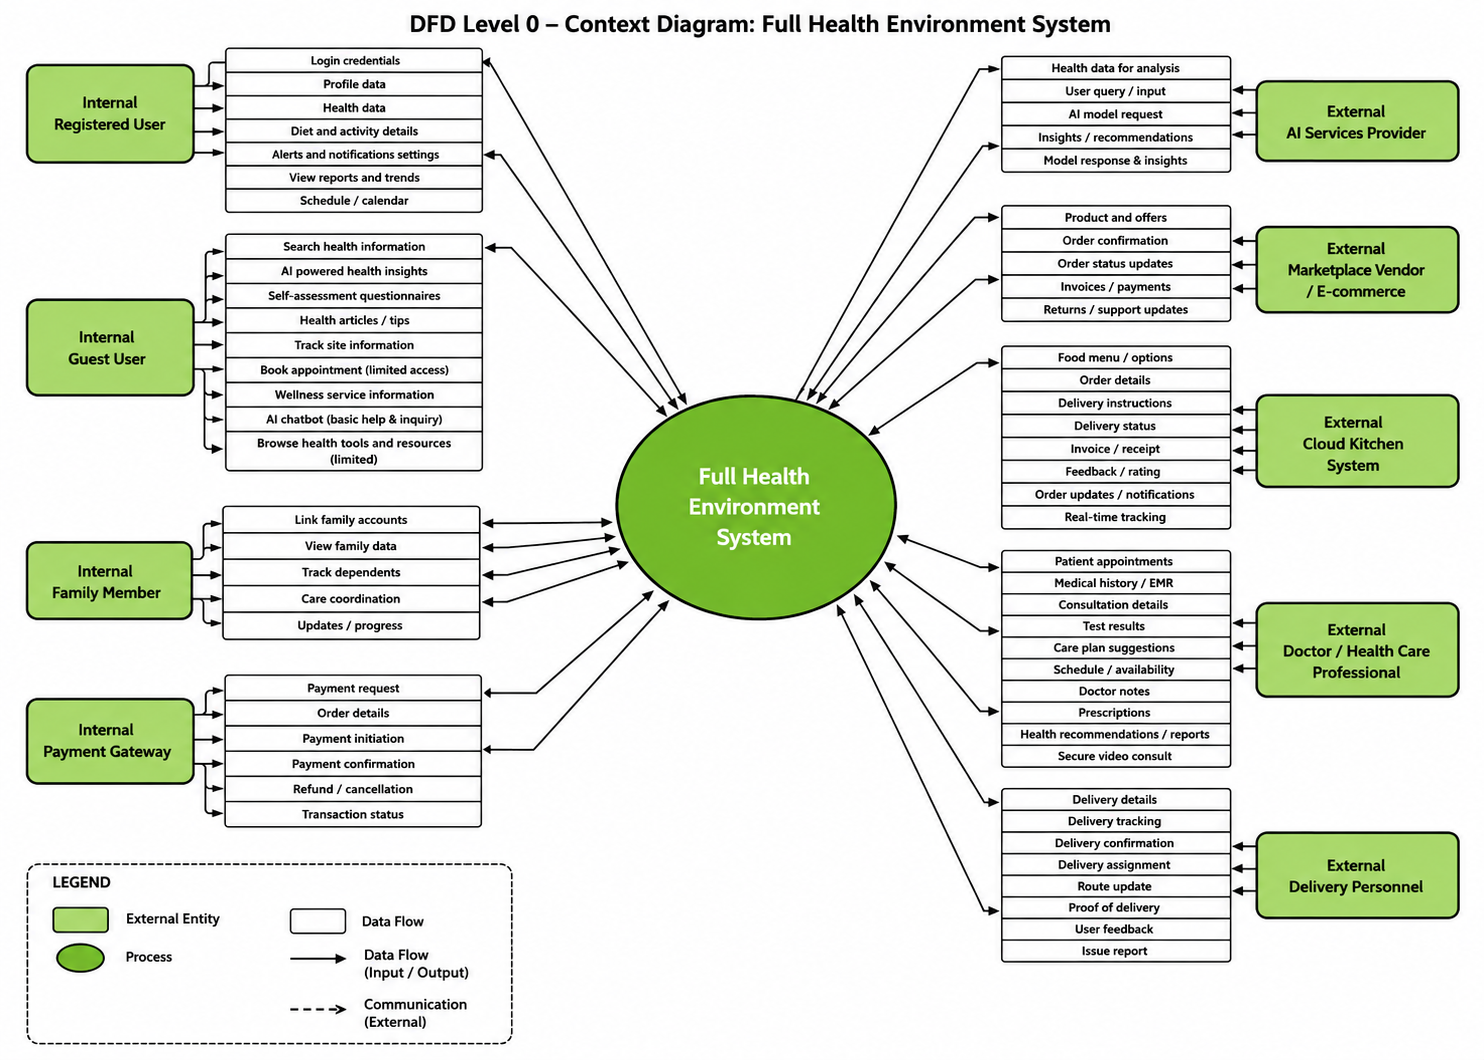 DFD Level 0 – Context Diagram: Full Health Environment System
Internal
Registered User
Login credentials
Profile data
Health data
Diet and activity details
Alerts and notifications settings
View reports and trends
Schedule / calendar
Internal
Guest User
Search health information
AI powered health insights
Self-assessment questionnaires
Health articles / tips
Track site information
Book appointment (limited access)
Wellness service information
AI chatbot (basic help & inquiry)
Browse health tools and resources
(limited)
Internal
Family Member
Link family accounts
View family data
Track dependents
Care coordination
Updates / progress
Internal
Payment Gateway
Payment request
Order details
Payment initiation
Payment confirmation
Refund / cancellation
Transaction status
Full Health
Environment
System
Health data for analysis
User query / input
AI model request
Insights / recommendations
Model response & insights
External
AI Services Provider
Product and offers
Order confirmation
Order status updates
Invoices / payments
Returns / support updates
External
Marketplace Vendor
/ E-commerce
Food menu / options
Order details
Delivery instructions
Delivery status
Invoice / receipt
Feedback / rating
Order updates / notifications
Real-time tracking
External
Cloud Kitchen
System
Patient appointments
Medical history / EMR
Consultation details
Test results
Care plan suggestions
Schedule / availability
Doctor notes
Prescriptions
Health recommendations / reports
Secure video consult
External
Doctor / Health Care
Professional
Delivery details
Delivery tracking
Delivery confirmation
Delivery assignment
Route update
Proof of delivery
User feedback
Issue report
External
Delivery Personnel
LEGEND
External Entity
Process
Data Flow
Data Flow
(Input / Output)
Communication
(External)